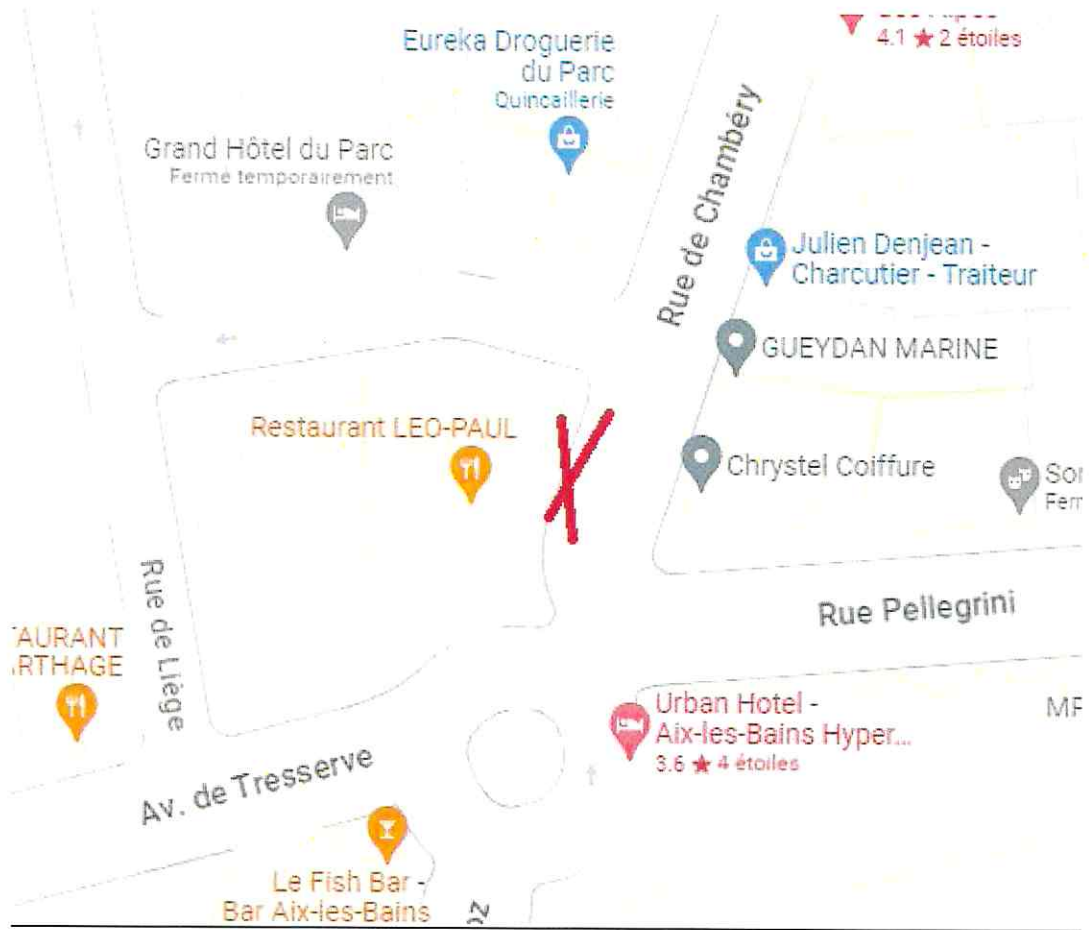 4.1 ★ 2 étoiles
Eureka Droguerie
du Parc
Quincaillerie
Grand Hôtel du Parc
Fermé temporairement
Rue de Chambéry
Julien Denjean -
Charcutier - Traiteur
GUEYDAN MARINE
Restaurant LEO-PAUL
Chrystel Coiffure
Rue de Liège
Rue Pellegrini
TAURANT
RTHAGE
Urban Hotel -
Aix-les-Bains Hyper...
3.6 ★ 4 étoiles
Av. de Tresserve
Le Fish Bar -
Bar Aix-les-Bains